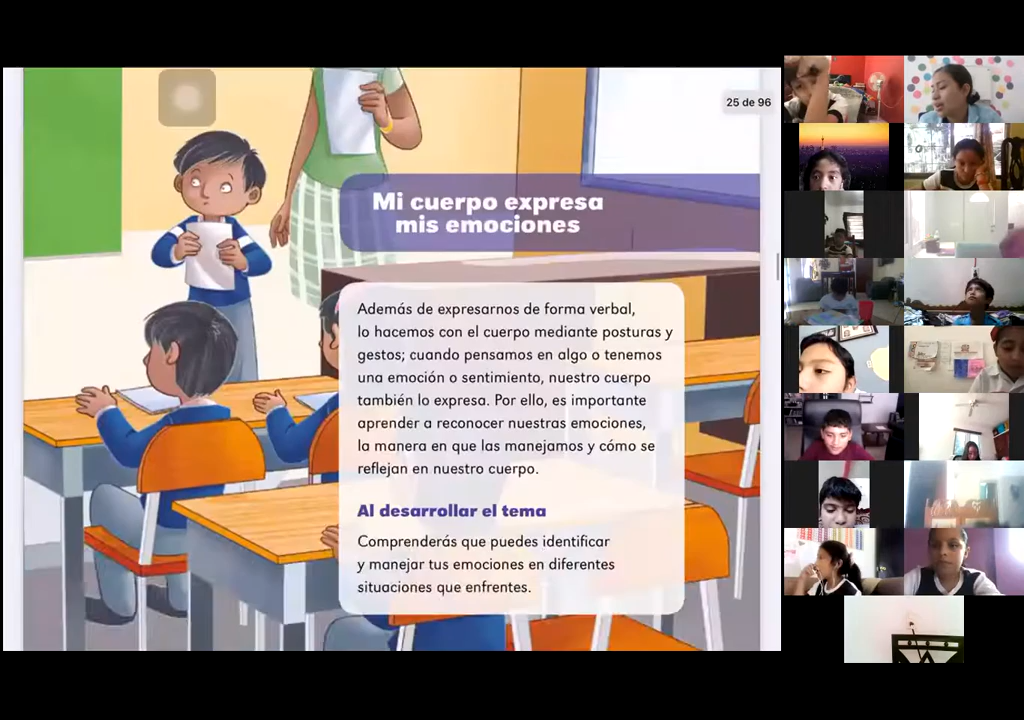 25 de 96
Mi cuerpo expresa
mis emociones
Además de expresarnos de forma verbal,
lo hacemos con el cuerpo mediante posturas y
gestos; cuando pensamos en algo o tenemos
una emoción o sentimiento, nuestro cuerpo
también lo expresa. Por ello, es importante
aprender a reconocer nuestras emociones,
la manera en que las manejamos y cómo se
reflejan en nuestro cuerpo.
Al desarrollar el tema
Comprenderás que puedes identificar
y manejar tus emociones en diferentes
situaciones que enfrentes.